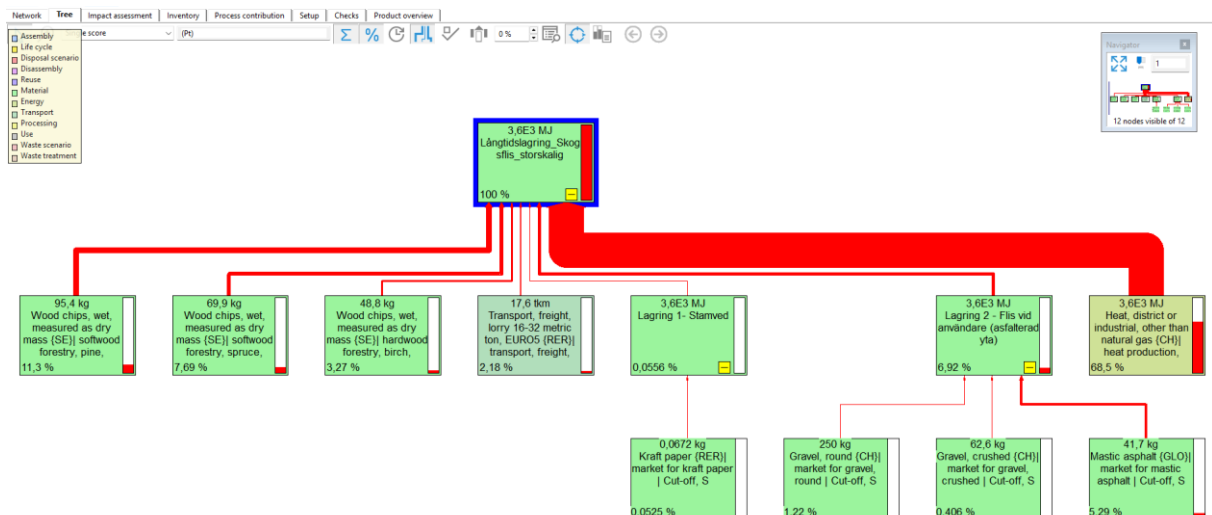 Network Tree Impact assessment Inventory Process contribution Setup Checks Product overview
e score (Pt) Σ % 0 %
Assembly
Life cycle
Disposal scenario
Disassembly
Reuse
Material
Energy
Transport
Processing
Use
Waste scenario
Waste treatment
Navigator
1
12 nodes visible of 12
3,6E3 MJ
Långtidslagring_Skog
sflis_storskalig
100 %
95,4 kg
Wood chips, wet,
measured as dry
mass {SE}| softwood
forestry, pine,
11,3 %
69,9 kg
Wood chips, wet,
measured as dry
mass {SE}| softwood
forestry, spruce,
7,69 %
48,8 kg
Wood chips, wet,
measured as dry
mass {SE}| hardwood
forestry, birch,
3,27 %
17,6 tkm
Transport, freight,
lorry 16-32 metric
ton, EURO5 {RER}|
transport, freight,
2,18 %
3,6E3 MJ
Lagring 1- Stamved
0,0556 %
3,6E3 MJ
Lagring 2 - Flis vid
användare (asfalterad
yta)
6,92 %
3,6E3 MJ
Heat, district or
industrial, other than
natural gas {CH}|
heat production,
68,5 %
0,0672 kg
Kraft paper {RER}|
market for kraft paper
| Cut-off, S
0,0525 %
250 kg
Gravel, round {CH}|
market for gravel,
round | Cut-off, S
1,22 %
62,6 kg
Gravel, crushed {CH}|
market for gravel,
crushed | Cut-off, S
0,406 %
41,7 kg
Mastic asphalt {GLO}|
market for mastic
asphalt | Cut-off, S
5,29 %